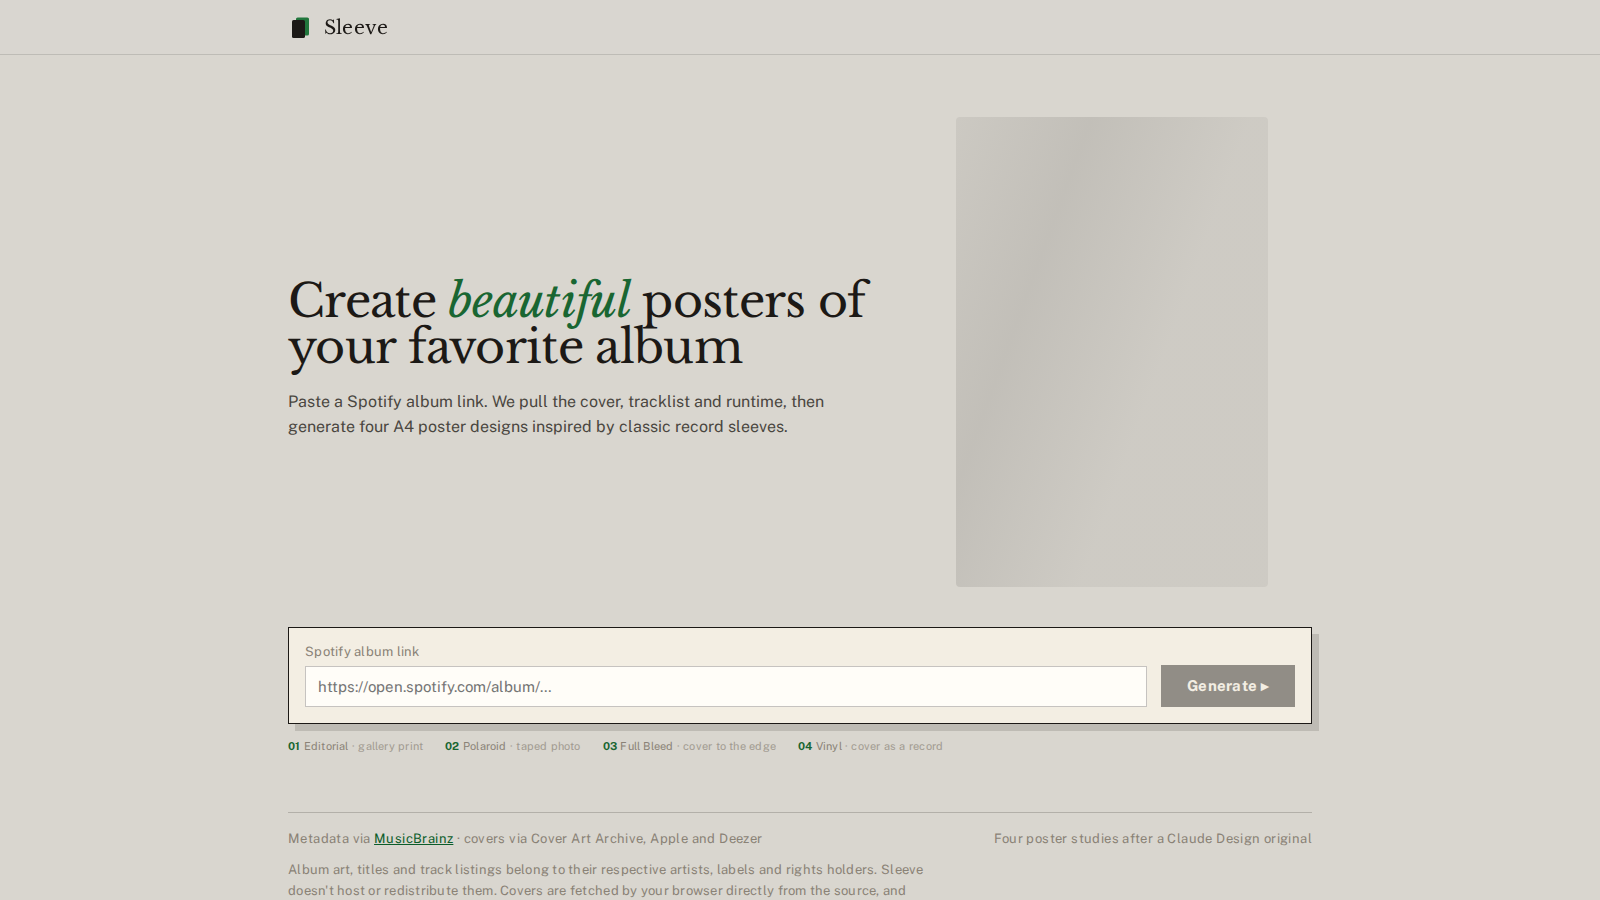 Sleeve
Create beautiful posters of
your favorite album
Paste a Spotify album link. We pull the cover, tracklist and runtime, then
generate four A4 poster designs inspired by classic record sleeves.
Spotify album link
https://open.spotify.com/album/...
Generate ▸
01 Editorial · gallery print 02 Polaroid · taped photo 03 Full Bleed · cover to the edge 04 Vinyl · cover as a record
Metadata via MusicBrainz · covers via Cover Art Archive, Apple and Deezer
Four poster studies after a Claude Design original
Album art, titles and track listings belong to their respective artists, labels and rights holders. Sleeve
doesn't host or redistribute them. Covers are fetched by your browser directly from the source, and